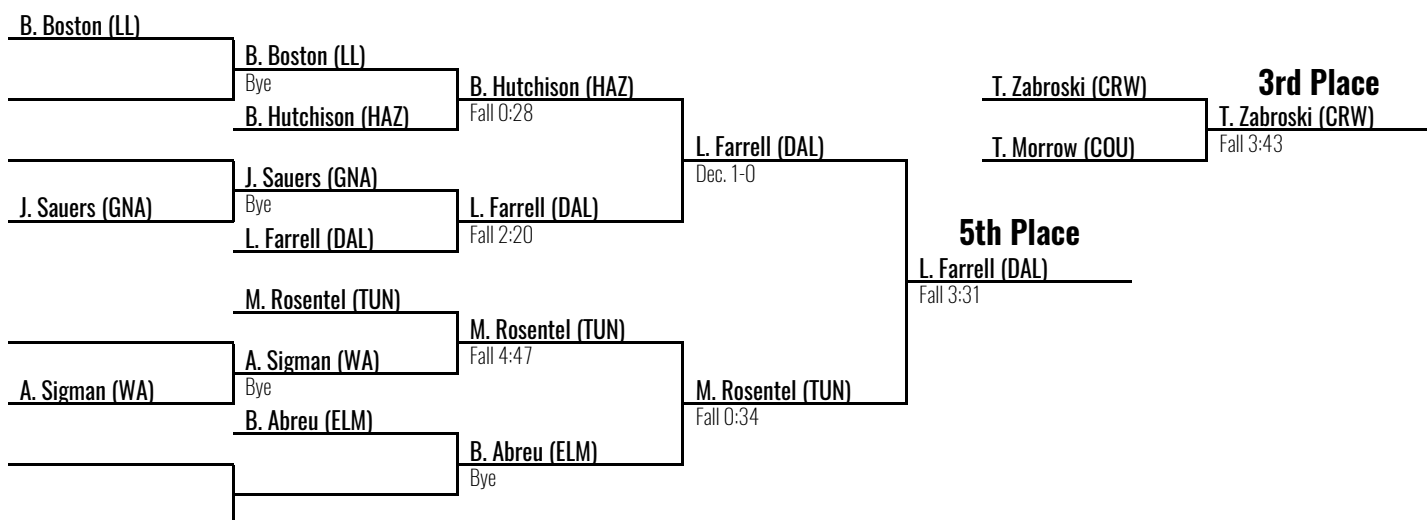 B. Boston (LL)
B. Boston (LL)
Bye
B. Hutchison (HAZ)
B. Hutchison (HAZ)
Fall 0:28
J. Sauers (GNA)
J. Sauers (GNA)
Bye
L. Farrell (DAL)
L. Farrell (DAL)
Fall 2:20
L. Farrell (DAL)
Dec. 1-0
M. Rosentel (TUN)
A. Sigman (WA)
A. Sigman (WA)
Bye
M. Rosentel (TUN)
Fall 4:47
B. Abreu (ELM)
B. Abreu (ELM)
Bye
M. Rosentel (TUN)
Fall 0:34
5th Place
L. Farrell (DAL)
Fall 3:31
T. Zabroski (CRW)
T. Morrow (COU)
3rd Place
T. Zabroski (CRW)
Fall 3:43